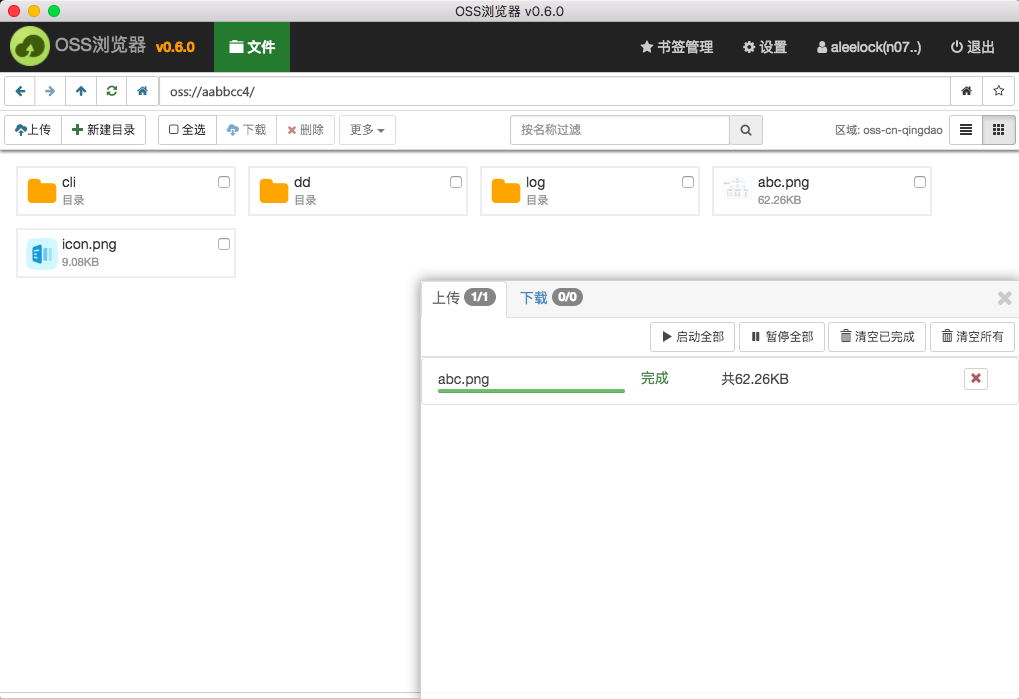 OSS浏览器 v0.6.0
OSS浏览器 v0.6.0 文件 书签管理 设置 aleelock(n07..) 退出
oss://aabbcc4/
上传 新建目录 全选 下载 删除 更多 按名称过滤 区域: oss-cn-qingdao
cli
目录
dd
目录
log
目录
abc.png
62.26KB
icon.png
9.08KB
上传 1/1 下载 0/0
启动全部 暂停全部 清空已完成 清空所有
abc.png 完成 共62.26KB